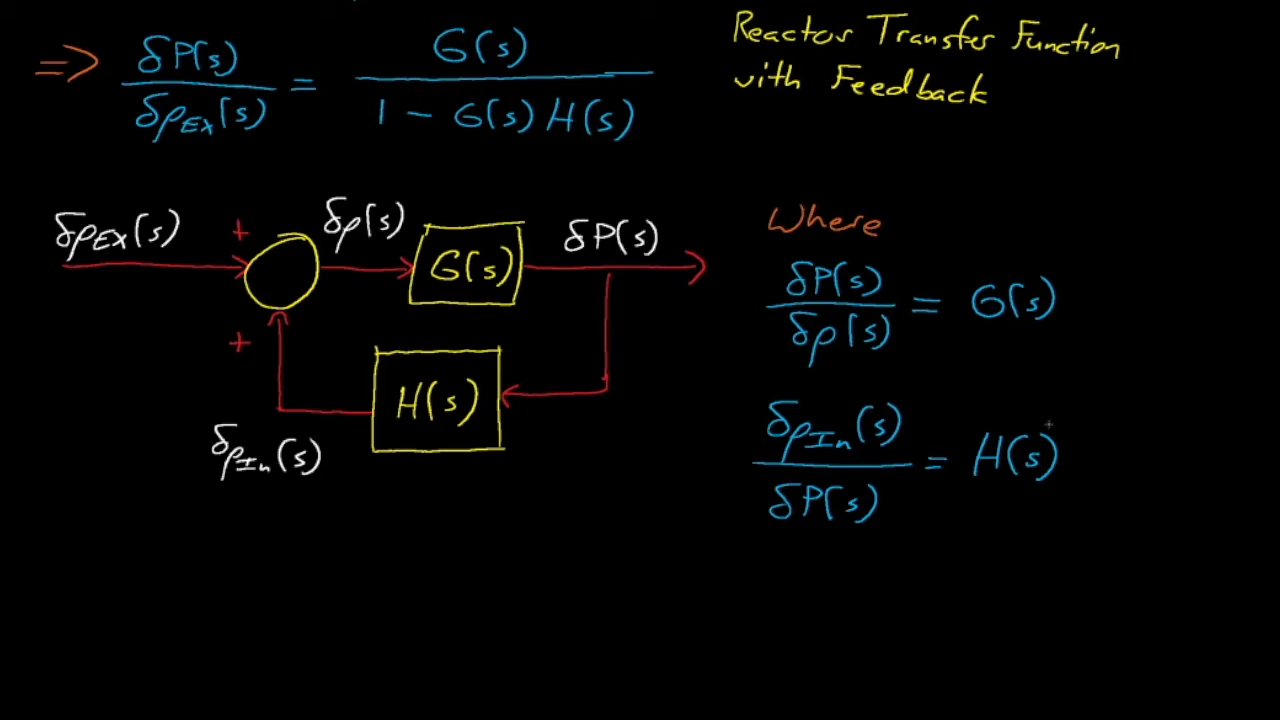 => δP(s) / δρEx(s) = G(s) / 1 - G(s) H(s)
Reactor Transfer Function
with Feedback
δρEx(s) + δρ(s) G(s) δP(s)
+ H(s)
δρIn(s)
Where
δP(s) / δρ(s) = G(s)
δρIn(s) / δP(s) = H(s)